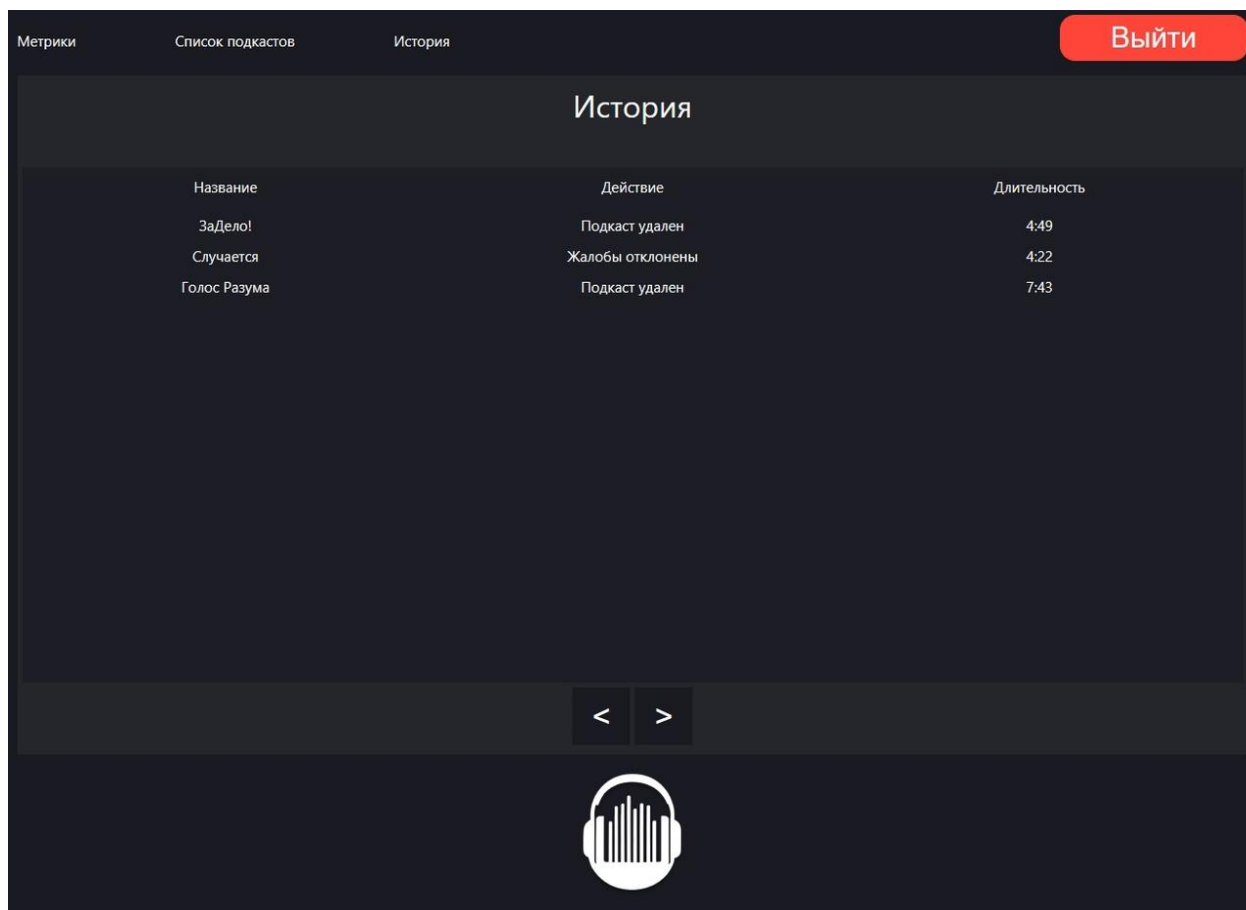 Метрики Список подкастов История Выйти
История
Название Действие Длительность
ЗаДело! Подкаст удален 4:49
Случается Жалобы отклонены 4:22
Голос Разума Подкаст удален 7:43
< >